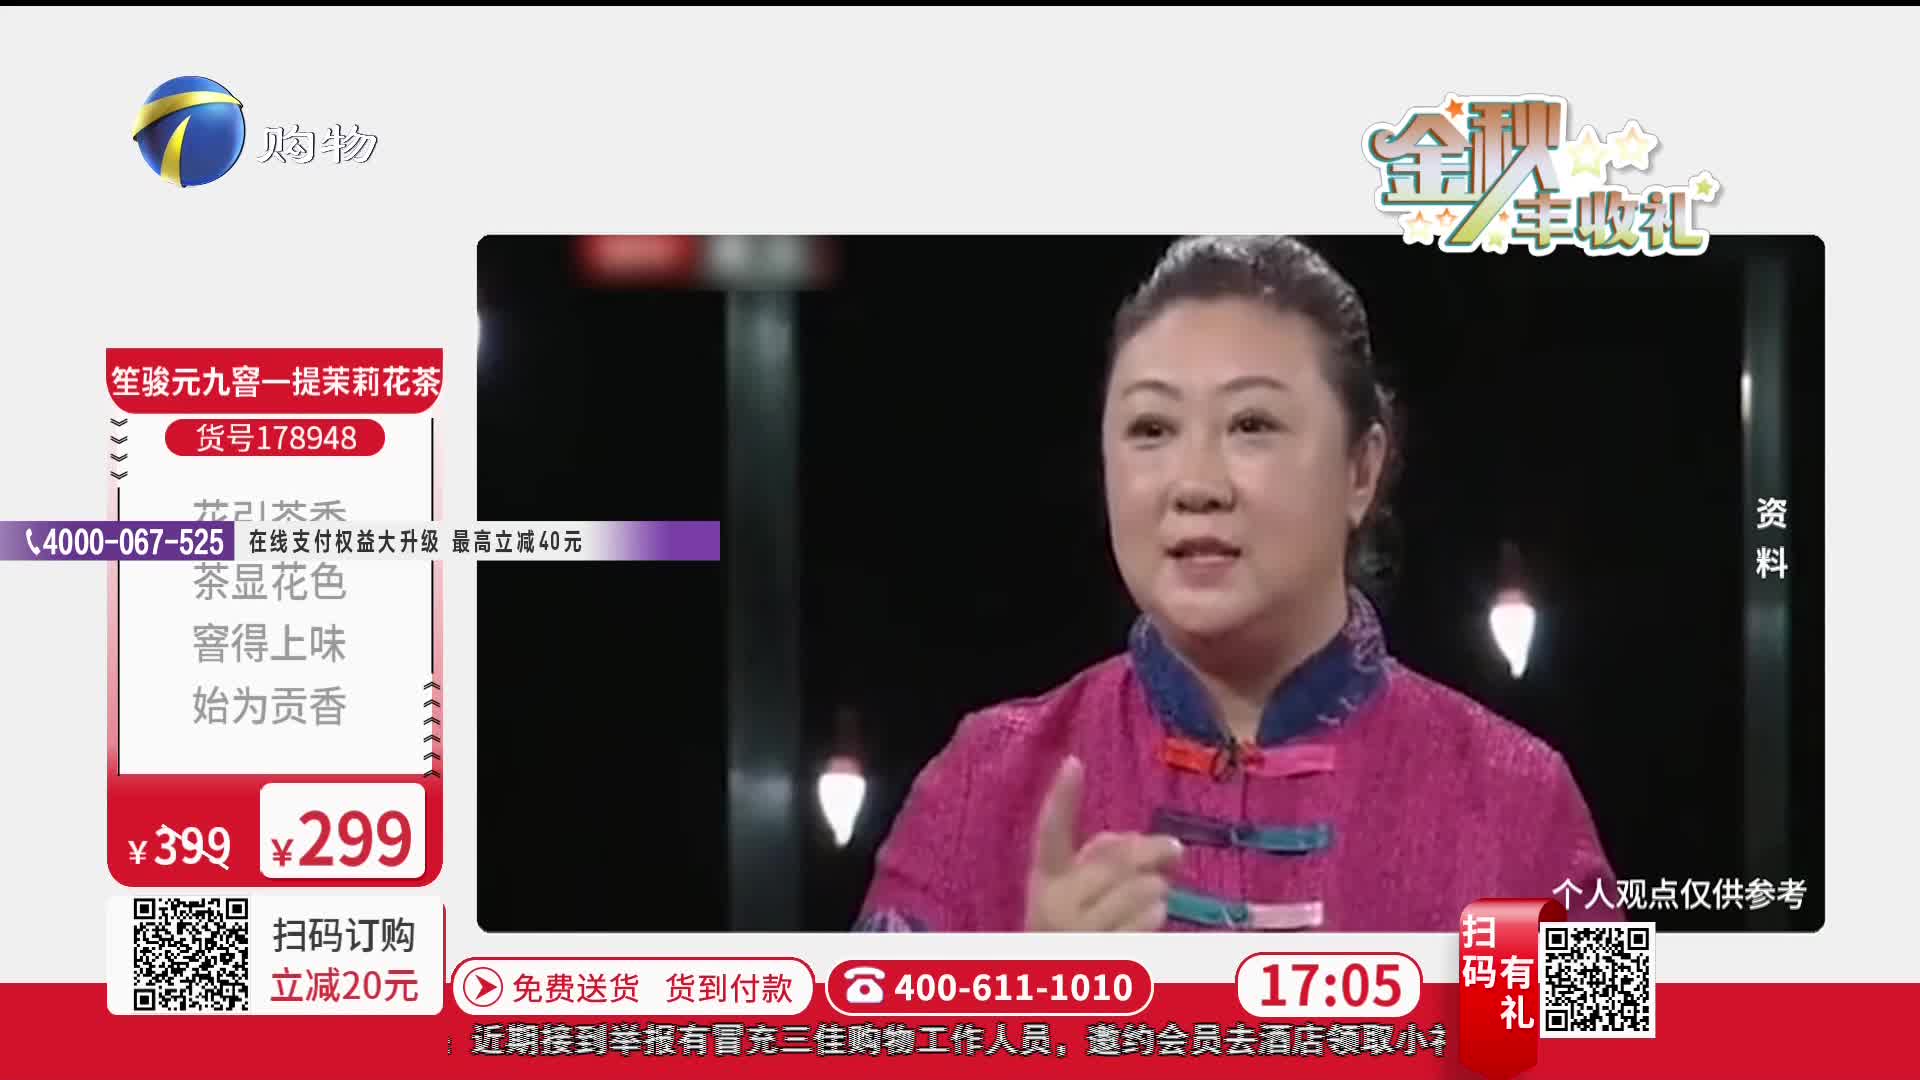 购物
金秋
丰收礼
笙骏元九窨一提茉莉花茶
货号178948
花引茶香
4000-067-525 在线支付权益大升级 最高立减40元
茶显花色
窨得上味
始为贡香
¥399
¥299
资料
个人观点仅供参考
扫码订购
立减20元
免费送货 货到付款
400-611-1010
17:05
扫码有礼
：近期接到举报有冒充三佳购物工作人员，邀约会员去酒店领取小礼